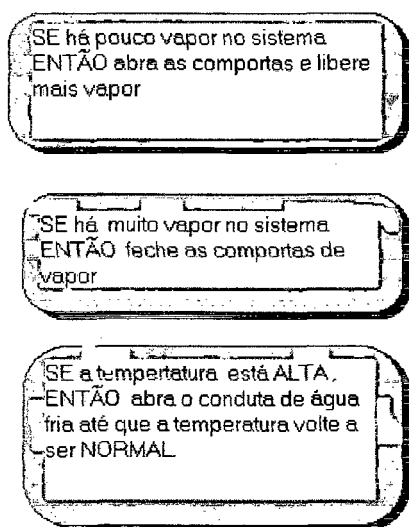 SE há pouco vapor no sistema
ENTÃO abra as comportas e libere
mais vapor
SE há muito vapor no sistema
ENTÃO feche as comportas de
vapor
SE a tempertatura está ALTA,
ENTÃO abra o conduta de água
fria até que a temperatura volte a
ser NORMAL